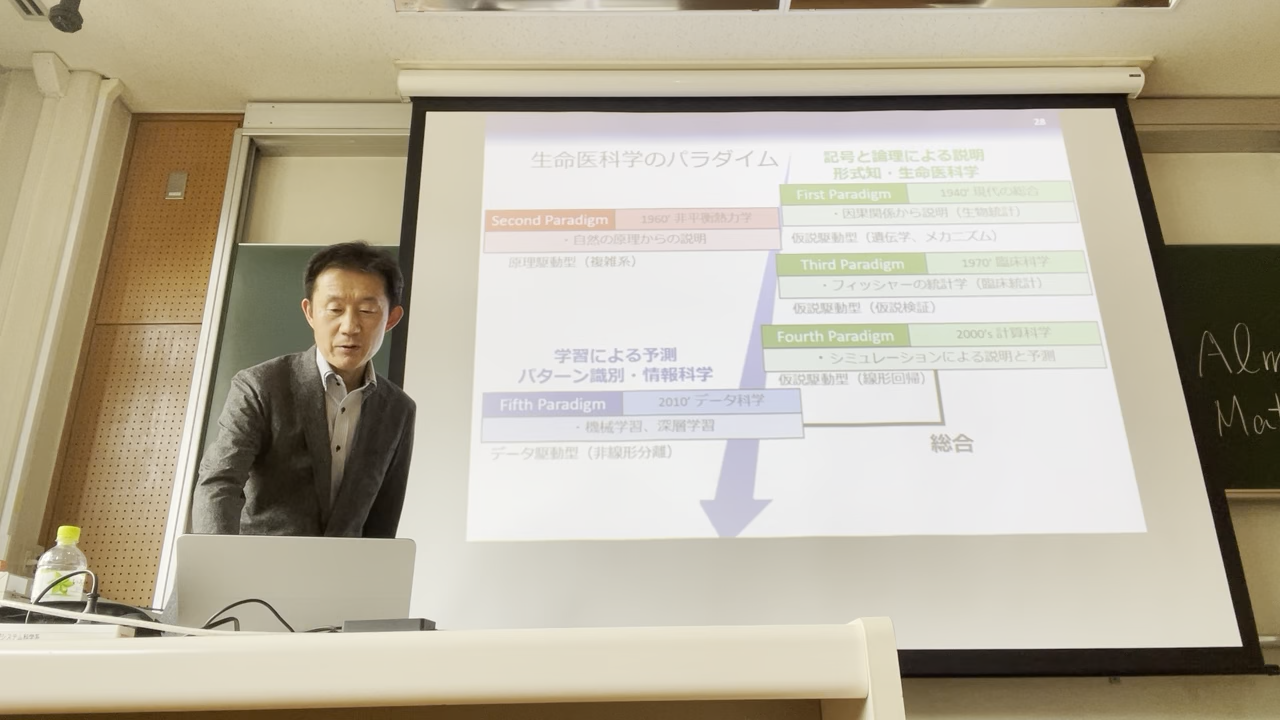 28
生命医科学のパラダイム
記号と論理による説明
形式知・生命医科学
First Paradigm 1940' 現代の総合
・因果関係から説明（生物統計）
仮説駆動型（遺伝学、メカニズム）
Second Paradigm 1960' 非平衡熱力学
・自然の原理からの説明
原理駆動型（複雑系）
Third Paradigm 1970' 臨床科学
・フィッシャーの統計学（臨床統計）
仮説駆動型（仮説検証）
Fourth Paradigm 2000's 計算科学
・シミュレーションによる説明と予測
仮説駆動型（線形回帰）
学習による予測
パターン識別・情報科学
Fifth Paradigm 2010' データ科学
・機械学習、深層学習
データ駆動型（非線形分離）
総合
Alm
Mat